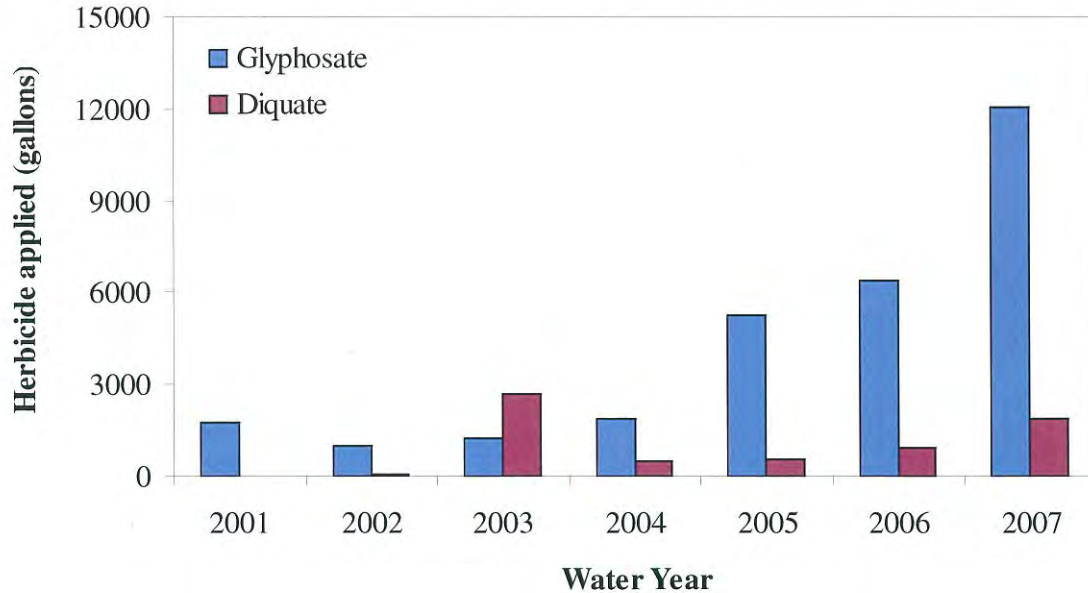 15000
12000
9000
6000
3000
0
Herbicide applied (gallons)
Glyphosate
Diquate
2001 2002 2003 2004 2005 2006 2007
Water Year